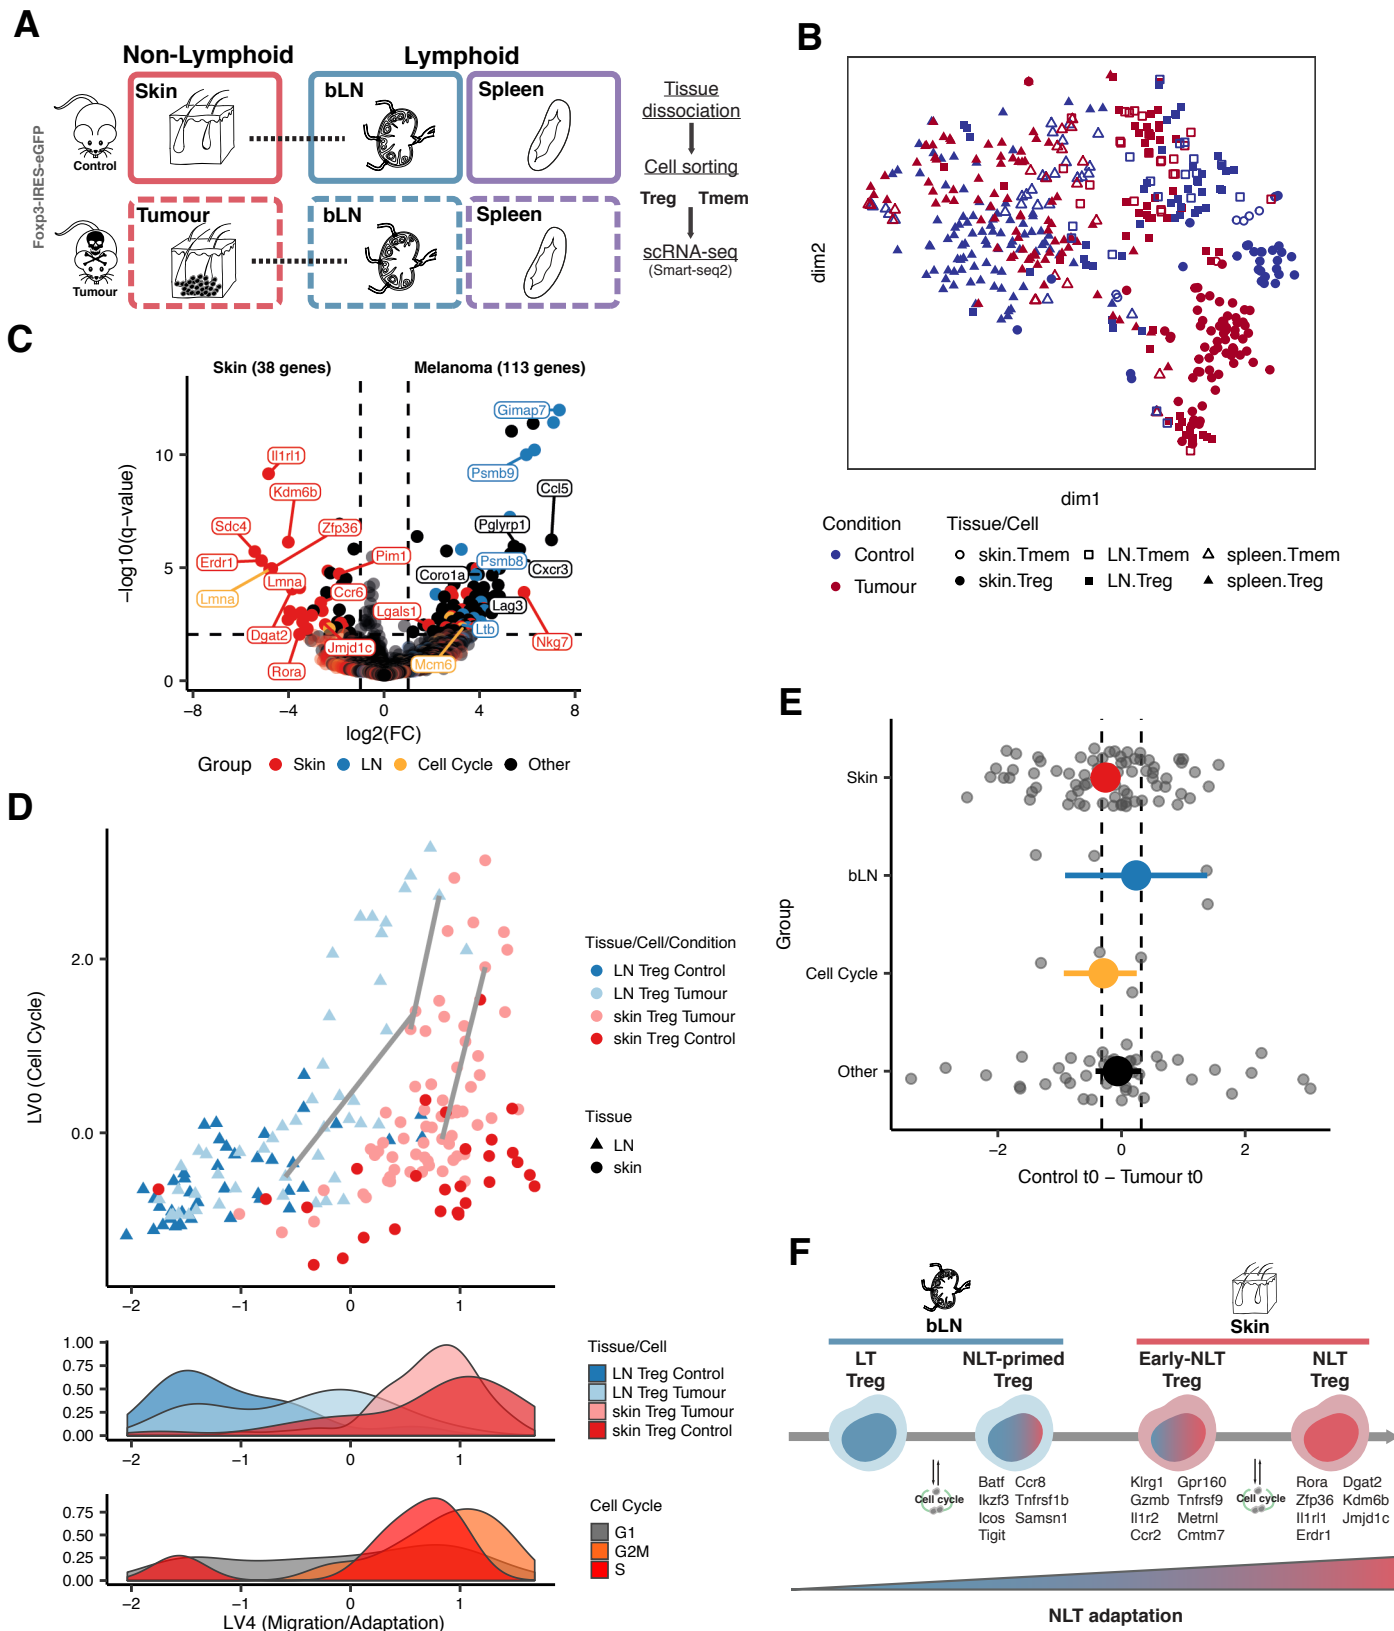 A
Non-Lymphoid
Lymphoid
Skin
bLN
Spleen
Control
Tumour
bLN
Spleen
Tumour
Foxp3-IRES-eGFP
Tissue
dissociation
Cell sorting
Treg Tmem
scRNA-seq
(Smart-seq2)
B
dim2
dim1
Condition
Control
Tumour
Tissue/Cell
skin.Tmem
LN.Tmem
spleen.Tmem
skin.Treg
LN.Treg
spleen.Treg
C
Skin (38 genes)
Melanoma (113 genes)
−log10(q−value)
10
5
0
Gimap7
Psmb9
Ccl5
Pglyrp1
Psmb8
Cxcr3
Coro1a
Lag3
Ltb
Nkg7
Mcm6
Lgals1
Il1rl1
Kdm6b
Sdc4
Zfp36
Erdr1
Pim1
Lmna
Lmna
Ccr6
Dgat2
Jmjd1c
Rora
−8
−4
0
4
8
log2(FC)
Group
Skin
LN
Cell Cycle
Other
D
LV0 (Cell Cycle)
2.0
0.0
−2
−1
0
1
Tissue/Cell/Condition
LN Treg Control
LN Treg Tumour
skin Treg Tumour
skin Treg Control
Tissue
LN
skin
1.00
0.75
0.50
0.25
0.00
−2
−1
0
1
Tissue/Cell
LN Treg Control
LN Treg Tumour
skin Treg Tumour
skin Treg Control
0.75
0.50
0.25
0.00
−2
−1
0
1
LV4 (Migration/Adaptation)
Cell Cycle
G1
G2M
S
E
Group
Skin
bLN
Cell Cycle
Other
−2
0
2
Control t0 − Tumour t0
F
bLN
Skin
LT
Treg
NLT-primed
Treg
Early-NLT
Treg
NLT
Treg
Cell cycle
Batf Ccr8
Ikzf3 Tnfrsf1b
Icos Samsn1
Tigit
Klrg1 Gpr160
Gzmb Tnfrsf9
Il1r2 Metrnl
Ccr2 Cmtm7
Cell cycle
Rora Dgat2
Zfp36 Kdm6b
Il1rl1 Jmjd1c
Erdr1
NLT adaptation